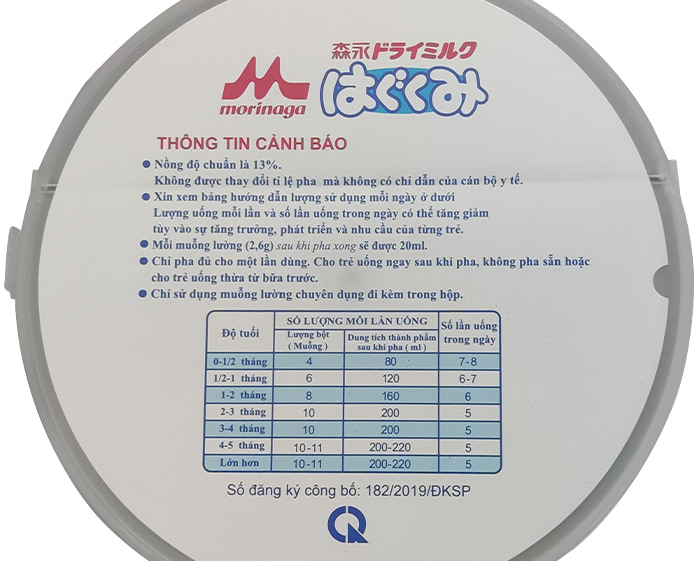 森永ドライミルク
はぐくみ
morinaga
THÔNG TIN CẢNH BÁO
● Nồng độ chuẩn là 13%.
Không được thay đổi tỉ lệ pha mà không có chỉ dẫn của cán bộ y tế.
● Xin xem bảng hướng dẫn lượng sử dụng mỗi ngày ở dưới
Lượng uống mỗi lần và số lần uống trong ngày có thể tăng giảm
tùy vào sự tăng trưởng, phát triển và nhu cầu của từng trẻ.
● Mỗi muỗng lường (2,6g) sau khi pha xong sẽ được 20ml.
● Chỉ pha đủ cho một lần dùng. Cho trẻ uống ngay sau khi pha, không pha sẵn hoặc
cho trẻ uống thừa từ bữa trước.
● Chỉ sử dụng muỗng lường chuyên dụng đi kèm trong hộp.
Độ tuổi SỐ LƯỢNG MỖI LẦN UỐNG Số lần uống trong ngày
Lượng bột ( Muỗng ) Dung tích thành phẩm sau khi pha ( ml )
0-1/2 tháng 4 80 7-8
1/2-1 tháng 6 120 6-7
1-2 tháng 8 160 6
2-3 tháng 10 200 5
3-4 tháng 10 200 5
4-5 tháng 10-11 200-220 5
Lớn hơn 10-11 200-220 5
Số đăng ký công bố: 182/2019/ĐKSP